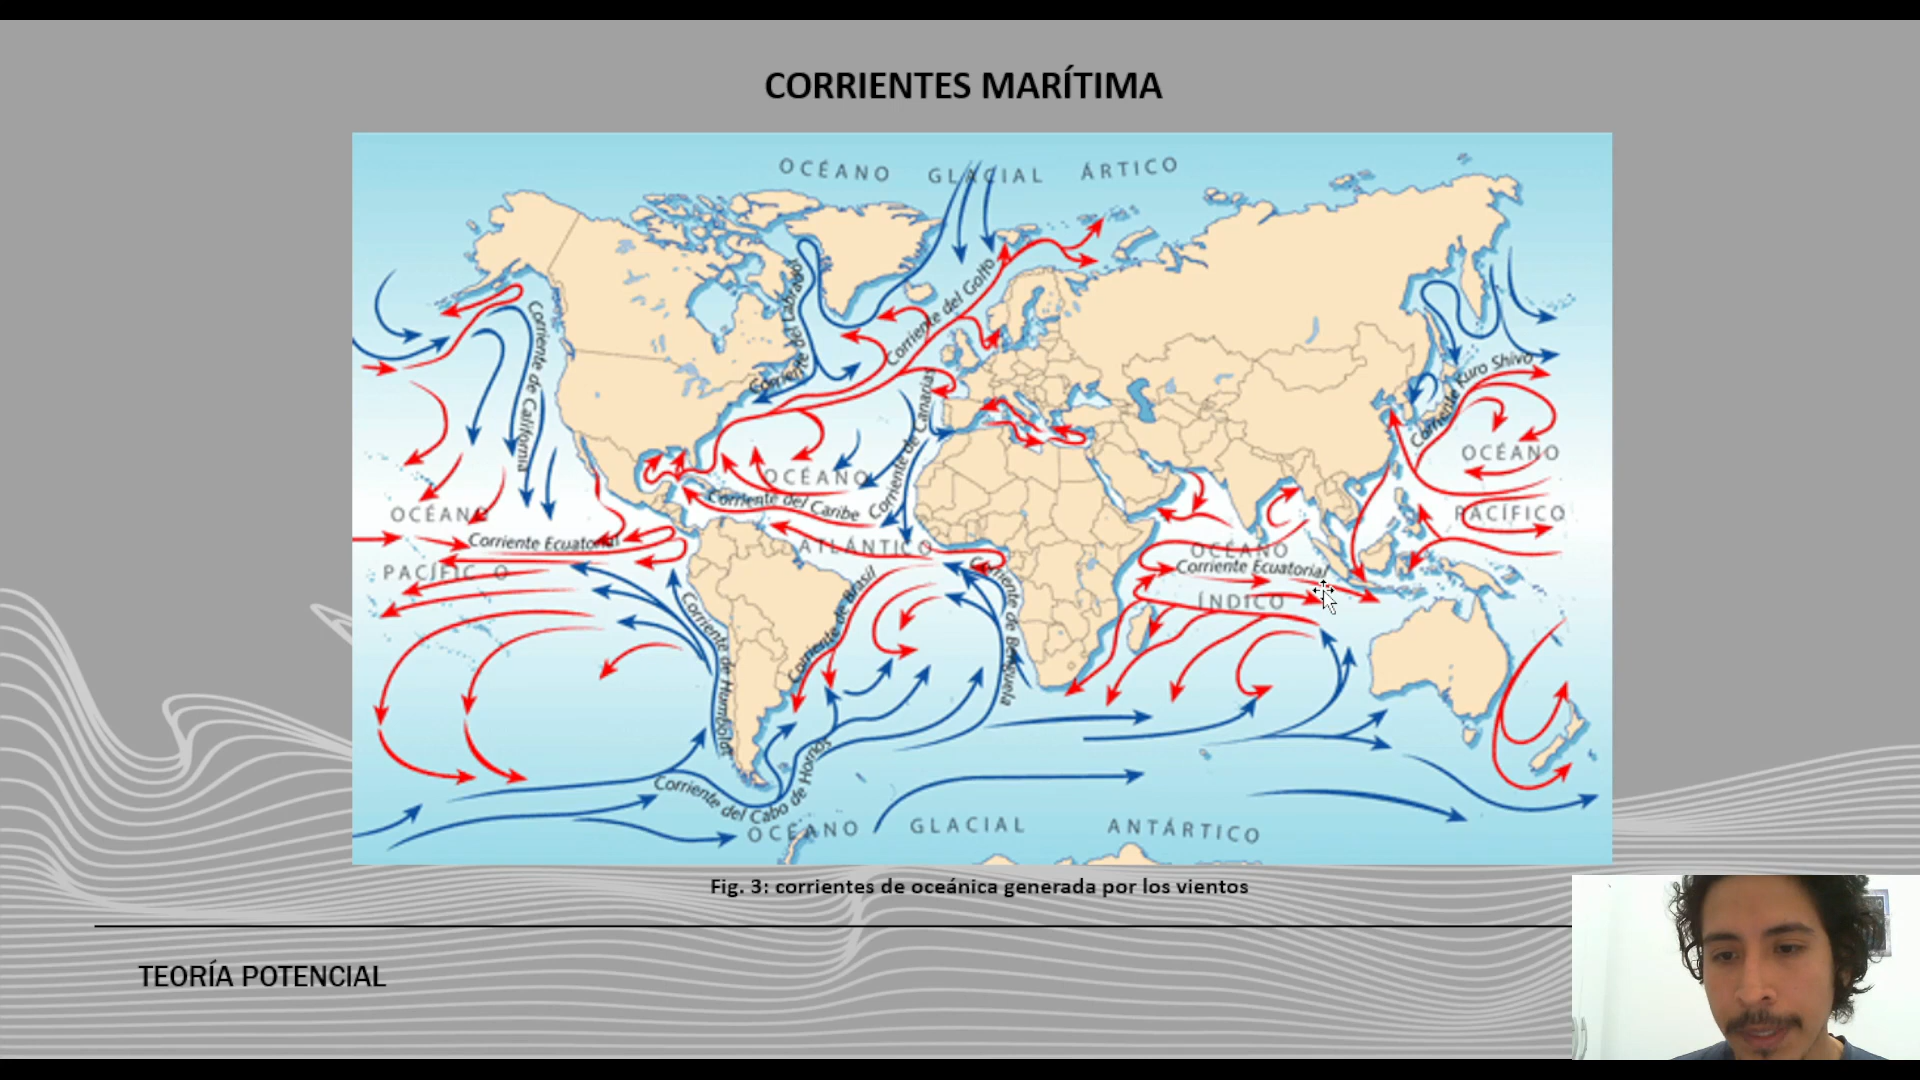 CORRIENTES MARÍTIMA
OCÉANO GLACIAL ÁRTICO
Corriente del Labrador
Corriente del Golfo
Corriente de California
Corriente de Canarias
Corriente Kuro Shivo
OCÉANO
PACÍFICO
OCÉANO
Corriente del Caribe
ATLÁNTICO
OCÉANO
Corriente Ecuatorial
PACÍFIC O
OCÉANO
Corriente Ecuatorial
ÍNDICO
Corriente de Humboldt
Corriente de Brasil
Corriente de Benguela
Corriente del Cabo de Hornos
OCÉANO GLACIAL ANTÁRTICO
Fig. 3: corrientes de oceánica generada por los vientos
TEORÍA POTENCIAL